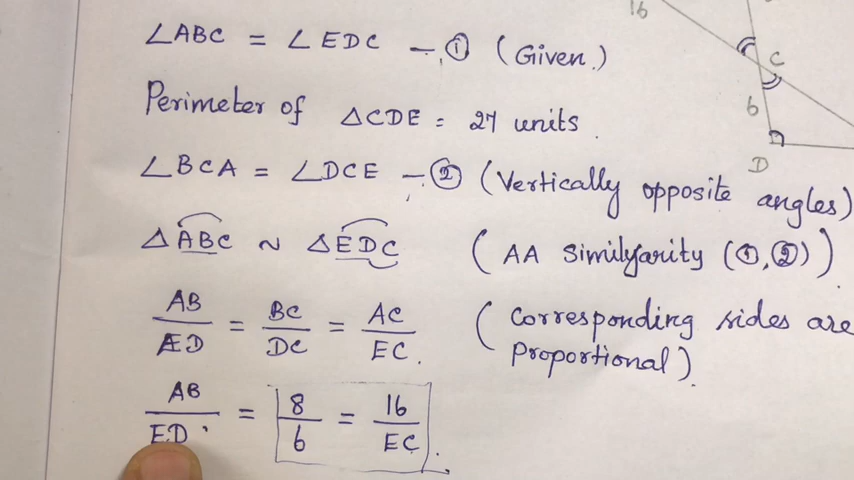 16
∠ABC = ∠EDC — ① (Given.)
C
Perimeter of △CDE = 27 units.
6
D
∠BCA = ∠DCE — ② (Vertically opposite angles)
△ABC ~ △EDC (AA Similyarity (①,②)).
AB/ED = BC/DC = AC/EC. (Corresponding sides are
proportional).
AB/ED = 8/6 = 16/EC.